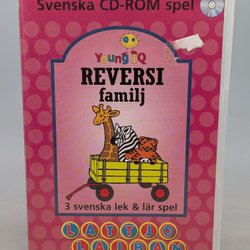 Svenska CD-ROM spel
Young IQ
REVERSI
familj
3 svenska lek & lär spel
LATTJO
LAJBAN